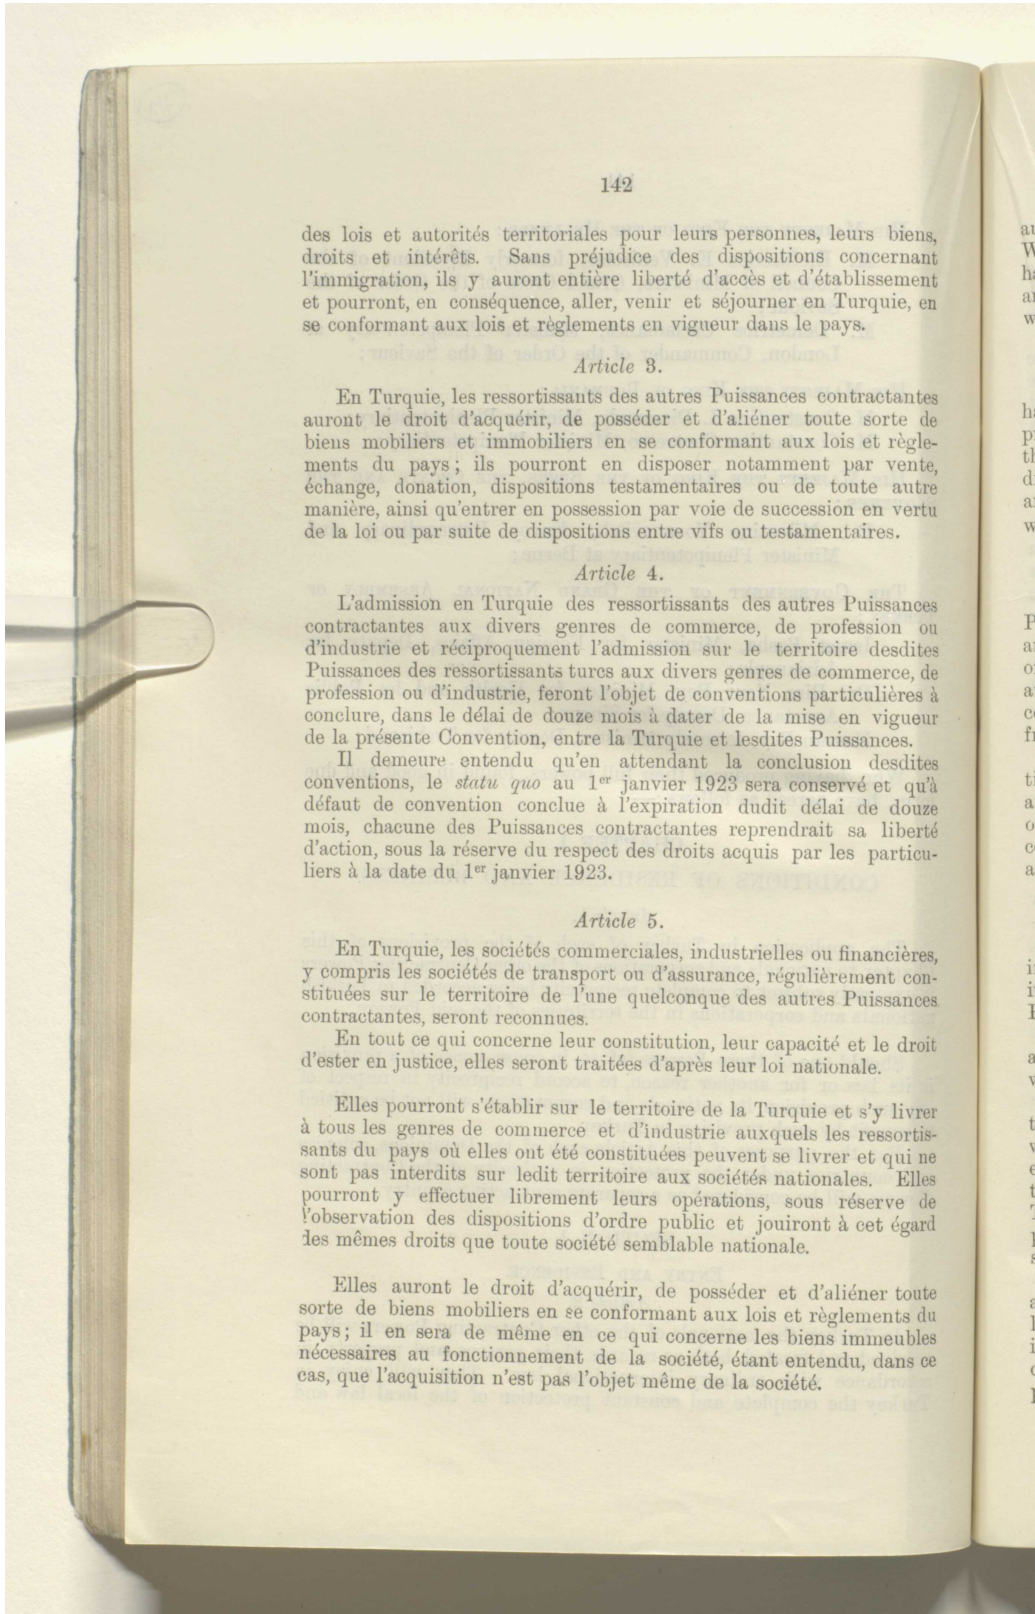 142
des lois et autorités territoriales pour leurs personnes, leurs biens,
droits et intérêts. Sans préjudice des dispositions concernant
l'immigration, ils y auront entière liberté d'accès et d'établissement
et pourront, en conséquence, aller, venir et séjourner en Turquie, en
se conformant aux lois et règlements en vigueur dans le pays.
Article 3.
En Turquie, les ressortissants des autres Puissances contractantes
auront le droit d'acquérir, de posséder et d'aliéner toute sorte de
biens mobiliers et immobiliers en se conformant aux lois et règle-
ments du pays; ils pourront en disposer notamment par vente,
échange, donation, dispositions testamentaires ou de toute autre
manière, ainsi qu'entrer en possession par voie de succession en vertu
de la loi ou par suite de dispositions entre vifs ou testamentaires.
Article 4.
L'admission en Turquie des ressortissants des autres Puissances
contractantes aux divers genres de commerce, de profession ou
d'industrie et réciproquement l'admission sur le territoire desdites
Puissances des ressortissants turcs aux divers genres de commerce, de
profession ou d'industrie, feront l'objet de conventions particulières à
conclure, dans le délai de douze mois à dater de la mise en vigueur
de la présente Convention, entre la Turquie et lesdites Puissances.
Il demeure entendu qu'en attendant la conclusion desdites
conventions, le statu quo au 1er janvier 1923 sera conservé et qu'à
défaut de convention conclue à l'expiration dudit délai de douze
mois, chacune des Puissances contractantes reprendrait sa liberté
d'action, sous la réserve du respect des droits acquis par les particu-
liers à la date du 1er janvier 1923.
Article 5.
En Turquie, les sociétés commerciales, industrielles ou financières,
y compris les sociétés de transport ou d'assurance, régulièrement con-
stituées sur le territoire de l'une quelconque des autres Puissances
contractantes, seront reconnues.
En tout ce qui concerne leur constitution, leur capacité et le droit
d'ester en justice, elles seront traitées d'après leur loi nationale.
Elles pourront s'établir sur le territoire de la Turquie et s'y livrer
à tous les genres de commerce et d'industrie auxquels les ressortis-
sants du pays où elles ont été constituées peuvent se livrer et qui ne
sont pas interdits sur ledit territoire aux sociétés nationales. Elles
pourront y effectuer librement leurs opérations, sous réserve de
l'observation des dispositions d'ordre public et jouiront à cet égard
des mêmes droits que toute société semblable nationale.
Elles auront le droit d'acquérir, de posséder et d'aliéner toute
sorte de biens mobiliers en se conformant aux lois et règlements du
pays; il en sera de même en ce qui concerne les biens immeubles
nécessaires au fonctionnement de la société, étant entendu, dans ce
cas, que l'acquisition n'est pas l'objet même de la société.